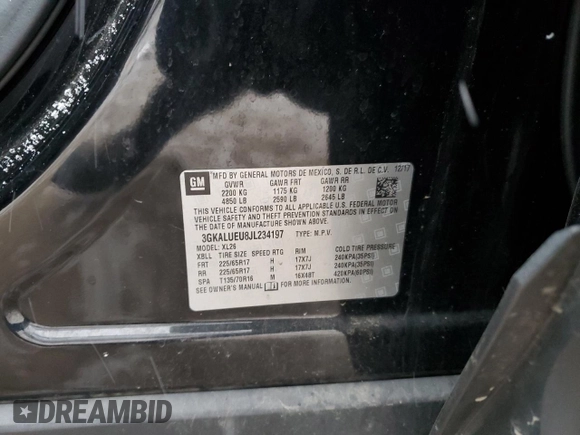 GM
MFD BY GENERAL MOTORS DE MEXICO, S. DE R.L. DE C.V. 12/17
GVWR GAWR FRT GAWR RR
2200 KG 1175 KG 1200 KG
4850 LB 2590 LB 2645 LB
THIS VEHICLE CONFORMS TO ALL APPLICABLE U.S. FEDERAL MOTOR
VEHICLE SAFETY AND THEFT PREVENTION STANDARDS IN EFFECT ON
THE DATE OF MANUFACTURE SHOWN ABOVE.
3GKALUEU8JL234197 TYPE: M.P.V.
MODEL: XL26
XBLL TIRE SIZE SPEED RTG RIM COLD TIRE PRESSURE
FRT 225/65R17 H 17X7J 240KPA(35PSI)
RR 225/65R17 H 17X7J 240KPA(35PSI)
SPA T135/70R16 M 16X4BT 420KPA(60PSI)
SEE OWNER'S MANUAL FOR MORE INFORMATION.
DREAMBID